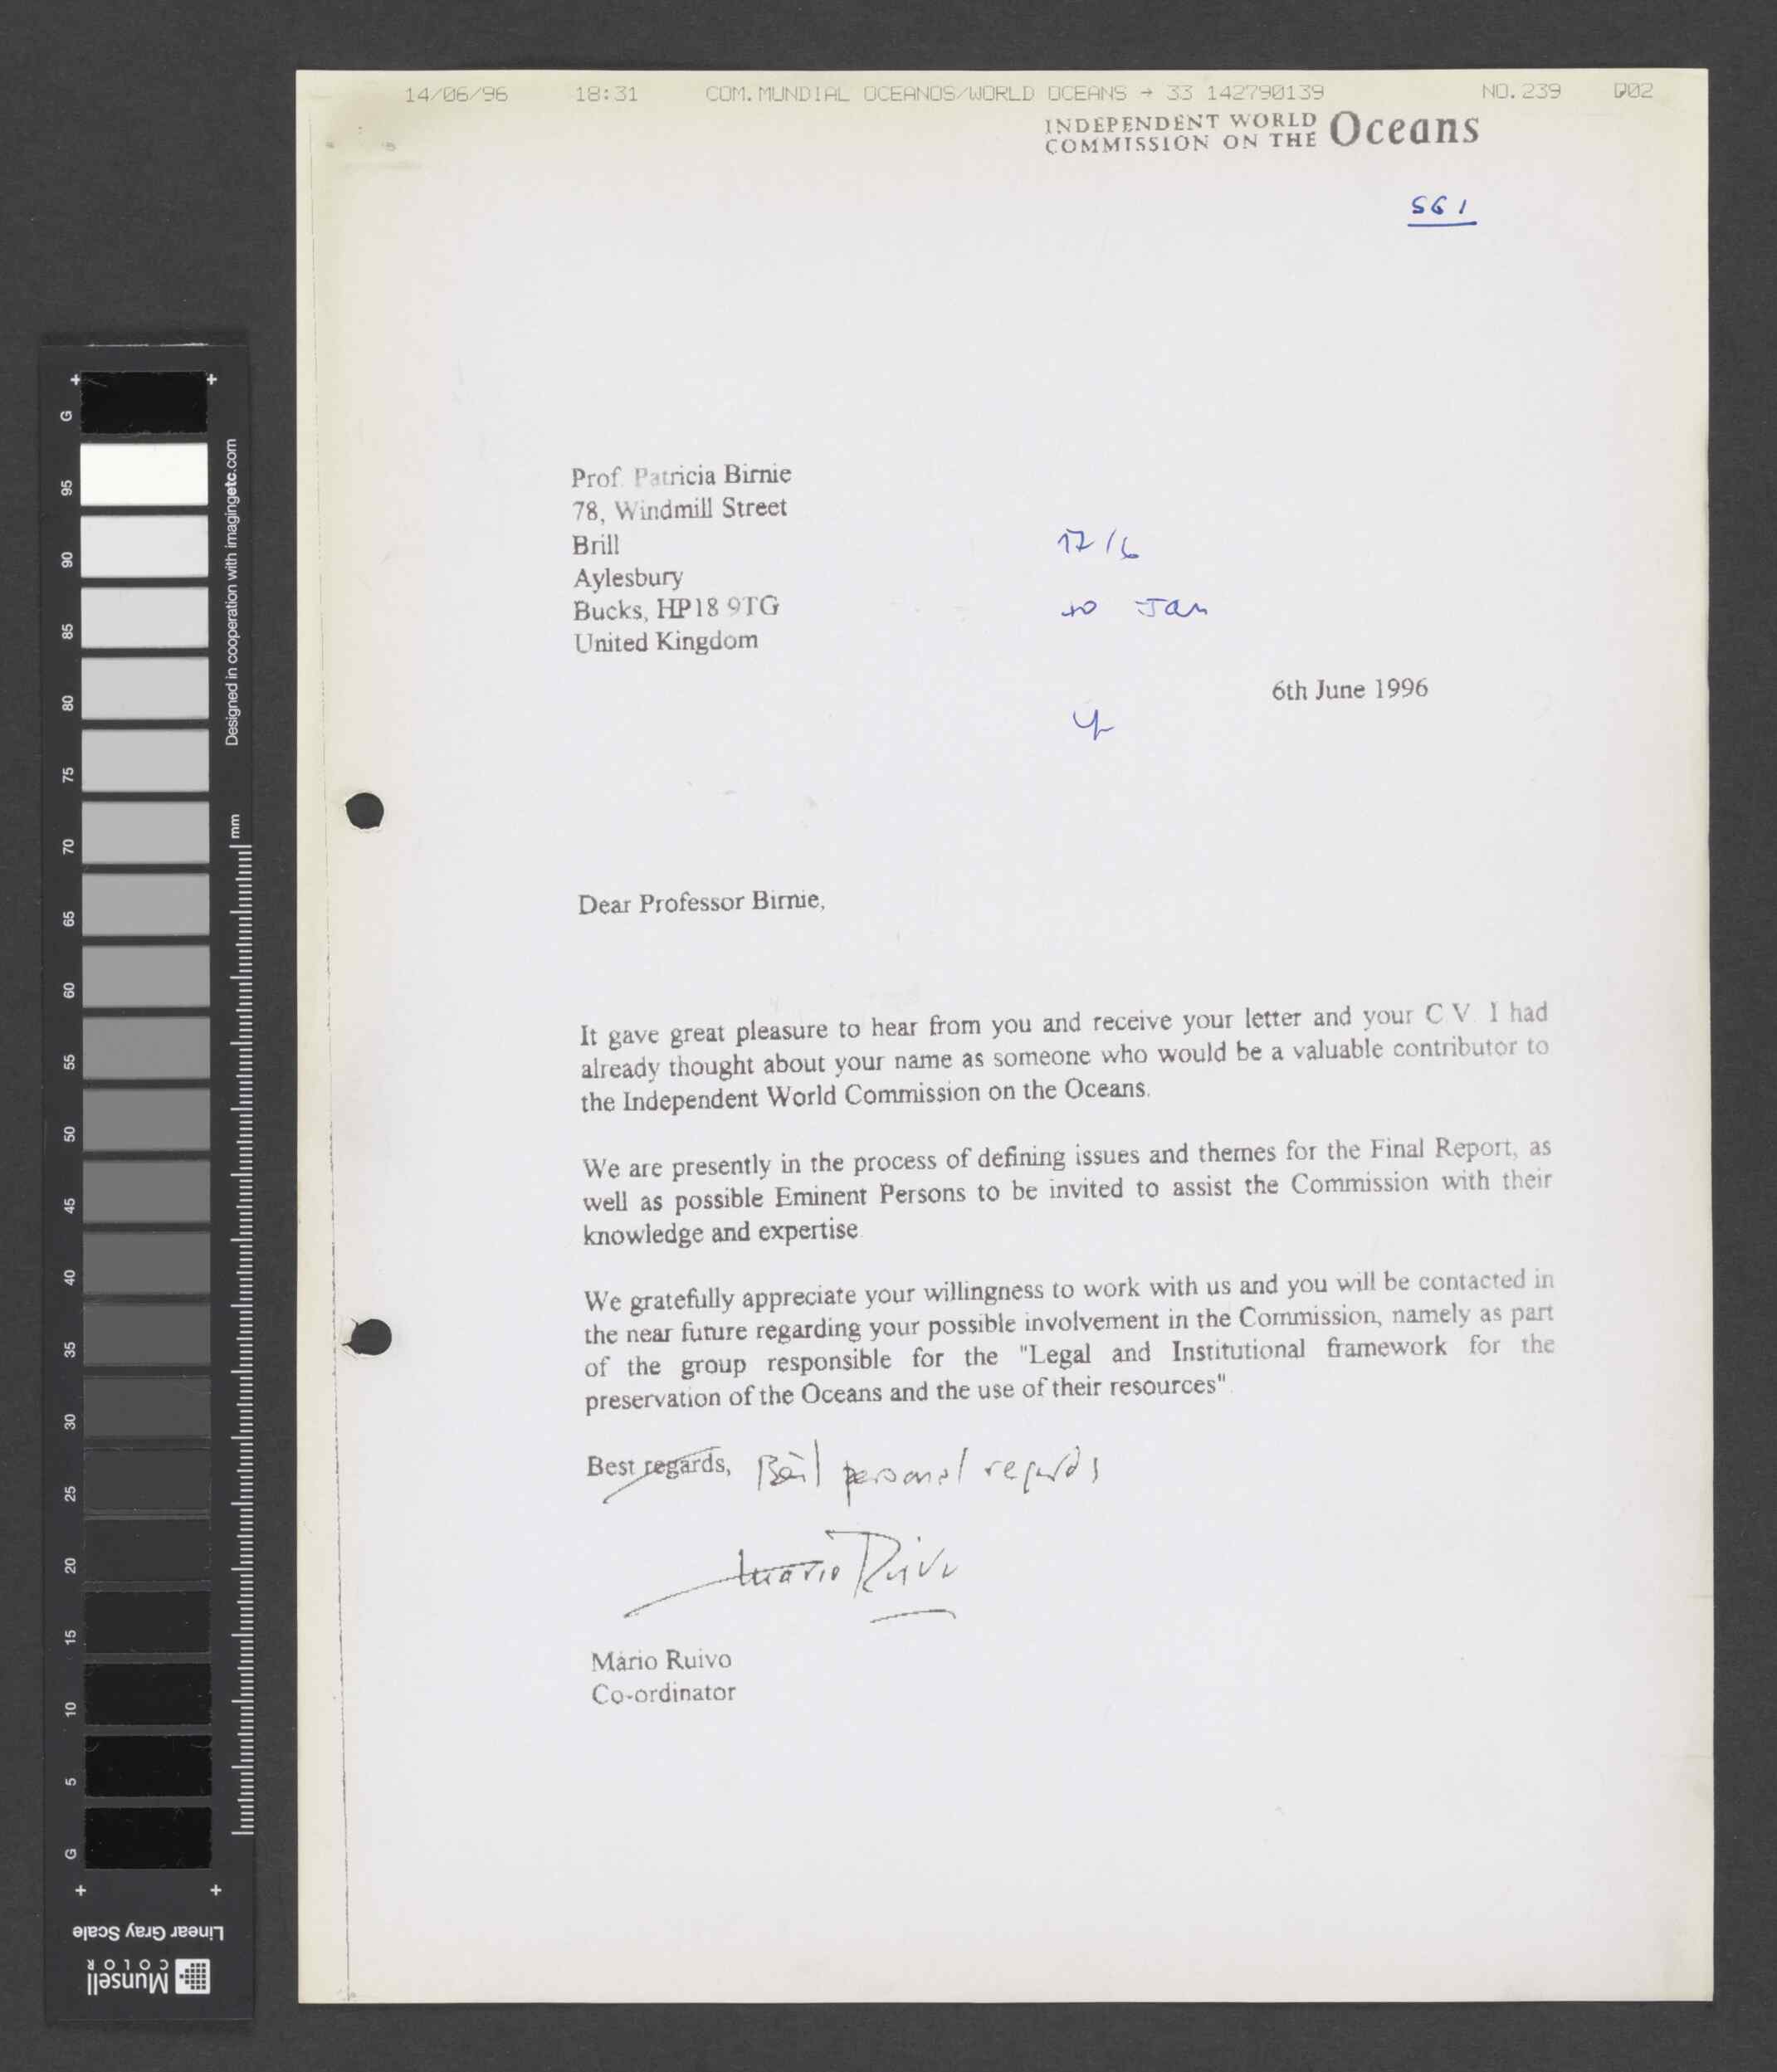 14/06/96 18:31 COM.MUNDIAL OCEANOS/WORLD OCEANS → 33 142790139 NO.239 P02
INDEPENDENT WORLD
COMMISSION ON THE Oceans
SG 1
Prof. Patricia Birnie
78, Windmill Street
Brill
Aylesbury
Bucks, HP18 9TG
United Kingdom
17/6
to Jan
6th June 1996
Dear Professor Birnie,
It gave great pleasure to hear from you and receive your letter and your C.V. I had
already thought about your name as someone who would be a valuable contributor to
the Independent World Commission on the Oceans.
We are presently in the process of defining issues and themes for the Final Report, as
well as possible Eminent Persons to be invited to assist the Commission with their
knowledge and expertise.
We gratefully appreciate your willingness to work with us and you will be contacted in
the near future regarding your possible involvement in the Commission, namely as part
of the group responsible for the "Legal and Institutional framework for the
preservation of the Oceans and the use of their resources".
Best regards, Best personal regards
Mário Ruivo
Mário Ruivo
Co-ordinator
G 95 90 85 80 75 70 65 60 55 50 45 40 35 30 25 20 15 10 5 G
Designed in cooperation with imagingetc.com
mm
Linear Gray Scale
Munsell
COLOR